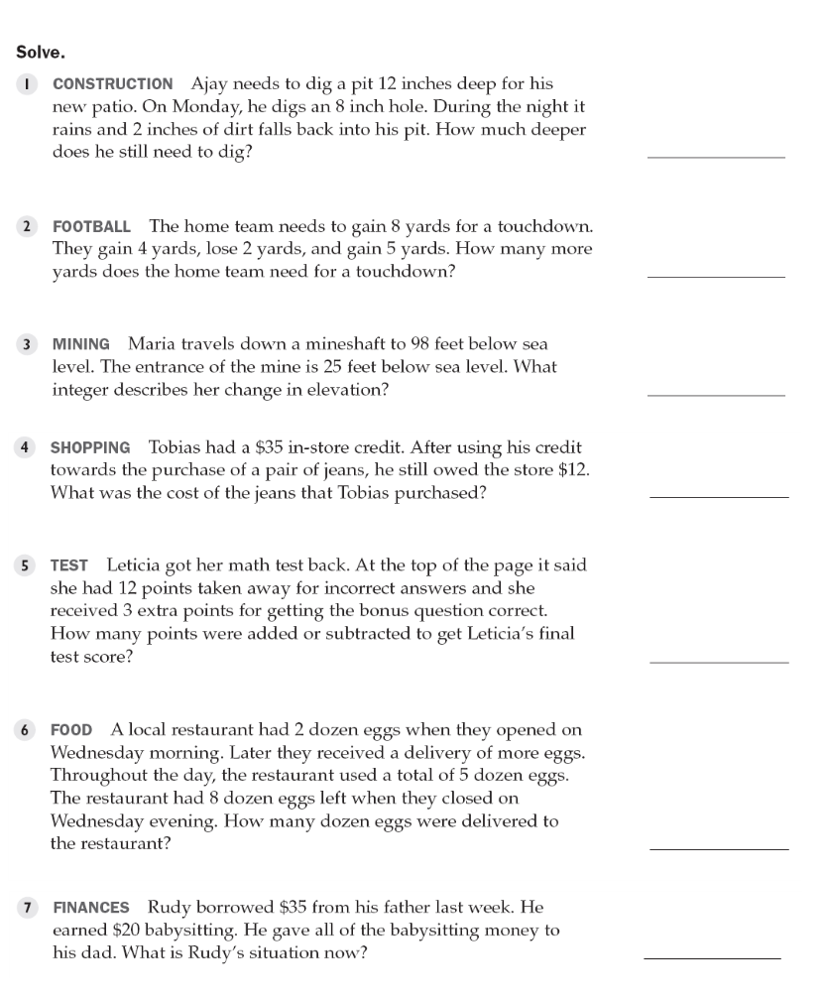 Solve.
1 CONSTRUCTION Ajay needs to dig a pit 12 inches deep for his
new patio. On Monday, he digs an 8 inch hole. During the night it
rains and 2 inches of dirt falls back into his pit. How much deeper
does he still need to dig?
2 FOOTBALL The home team needs to gain 8 yards for a touchdown.
They gain 4 yards, lose 2 yards, and gain 5 yards. How many more
yards does the home team need for a touchdown?
3 MINING Maria travels down a mineshaft to 98 feet below sea
level. The entrance of the mine is 25 feet below sea level. What
integer describes her change in elevation?
4 SHOPPING Tobias had a $35 in-store credit. After using his credit
towards the purchase of a pair of jeans, he still owed the store $12.
What was the cost of the jeans that Tobias purchased?
5 TEST Leticia got her math test back. At the top of the page it said
she had 12 points taken away for incorrect answers and she
received 3 extra points for getting the bonus question correct.
How many points were added or subtracted to get Leticia's final
test score?
6 FOOD A local restaurant had 2 dozen eggs when they opened on
Wednesday morning. Later they received a delivery of more eggs.
Throughout the day, the restaurant used a total of 5 dozen eggs.
The restaurant had 8 dozen eggs left when they closed on
Wednesday evening. How many dozen eggs were delivered to
the restaurant?
7 FINANCES Rudy borrowed $35 from his father last week. He
earned $20 babysitting. He gave all of the babysitting money to
his dad. What is Rudy's situation now?